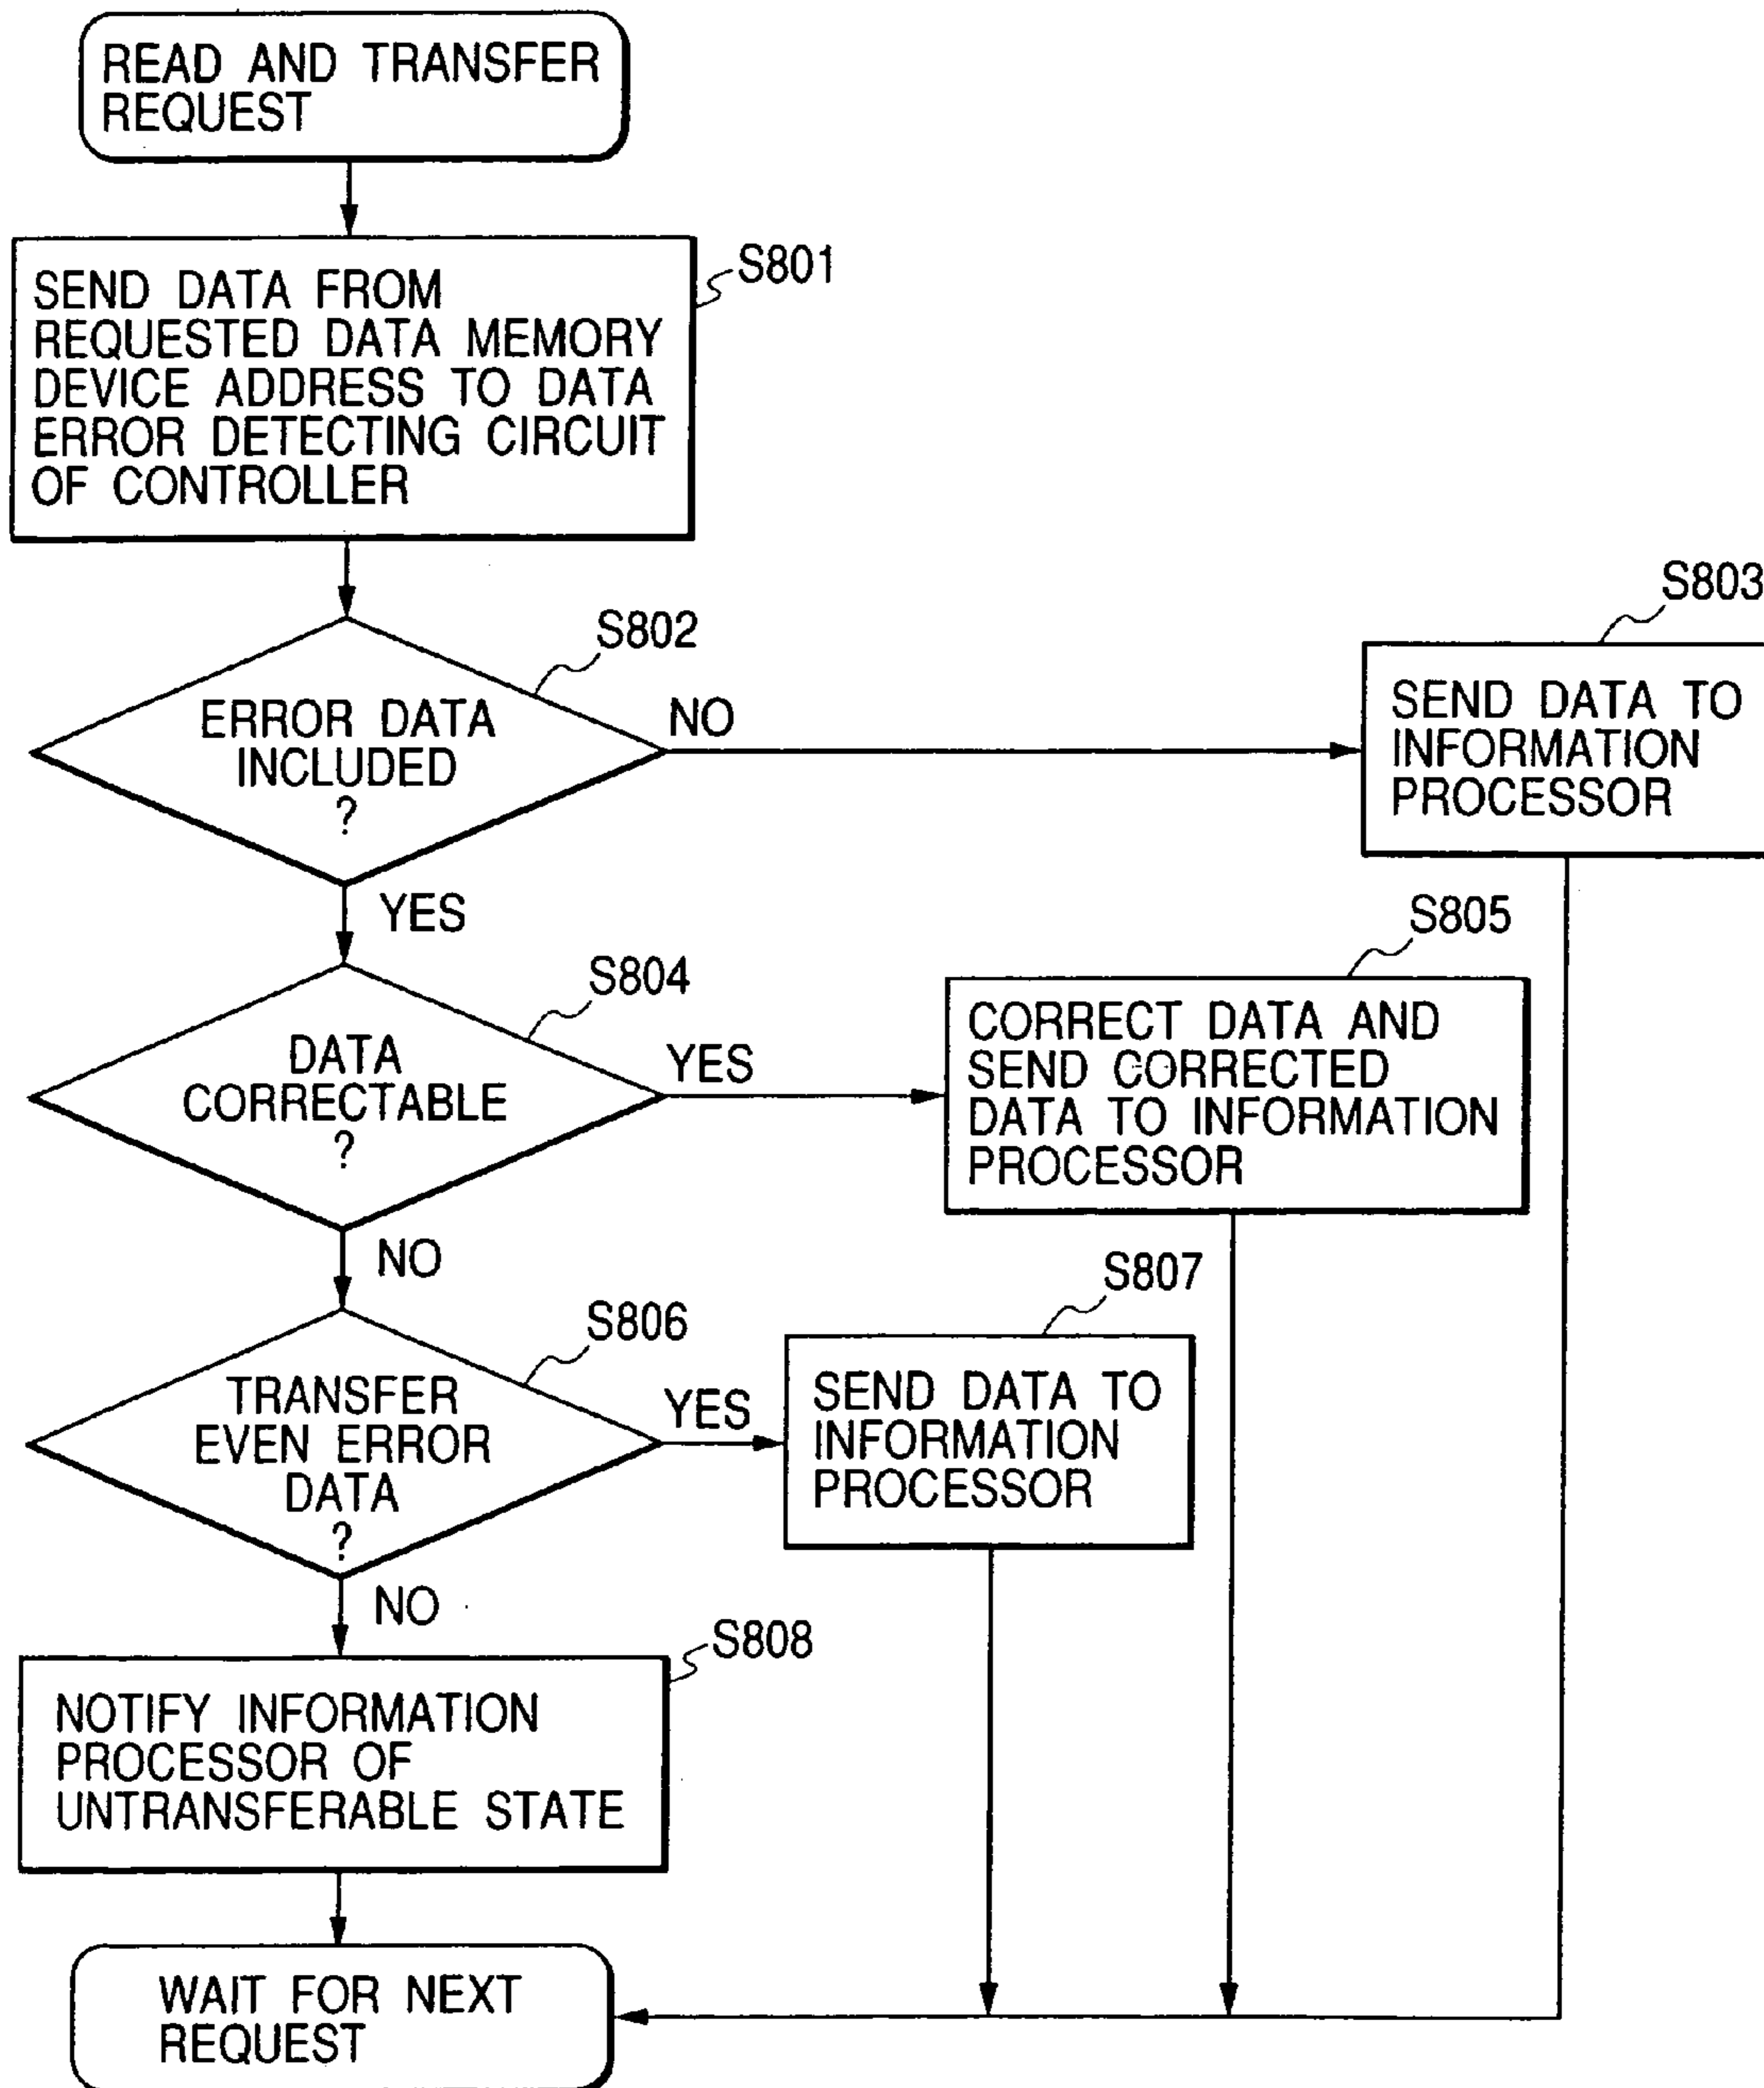 READ AND TRANSFER
REQUEST
S801
SEND DATA FROM
REQUESTED DATA MEMORY
DEVICE ADDRESS TO DATA
ERROR DETECTING CIRCUIT
OF CONTROLLER
S802
ERROR DATA
INCLUDED
?
NO
S803
SEND DATA TO
INFORMATION
PROCESSOR
YES
S804
DATA
CORRECTABLE
?
YES
S805
CORRECT DATA AND
SEND CORRECTED
DATA TO INFORMATION
PROCESSOR
NO
S806
TRANSFER
EVEN ERROR
DATA
?
YES
S807
SEND DATA TO
INFORMATION
PROCESSOR
NO
S808
NOTIFY INFORMATION
PROCESSOR OF
UNTRANSFERABLE STATE
WAIT FOR NEXT
REQUEST